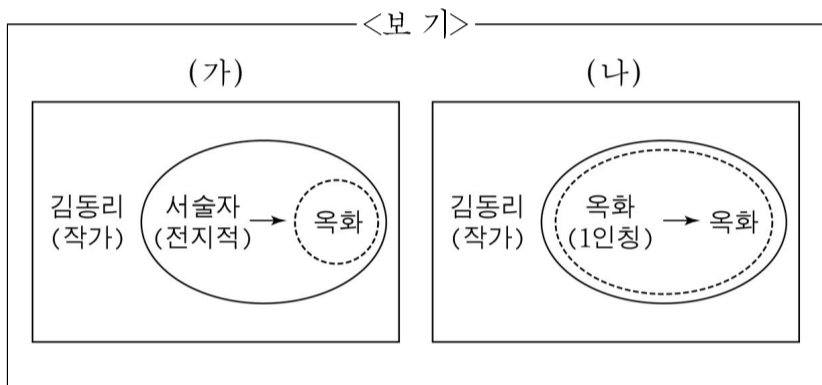 <보 기>
(가) (나)
김동리 서술자 → 옥화 김동리 옥화 → 옥화
(작가) (전지적) (작가) (1인칭)